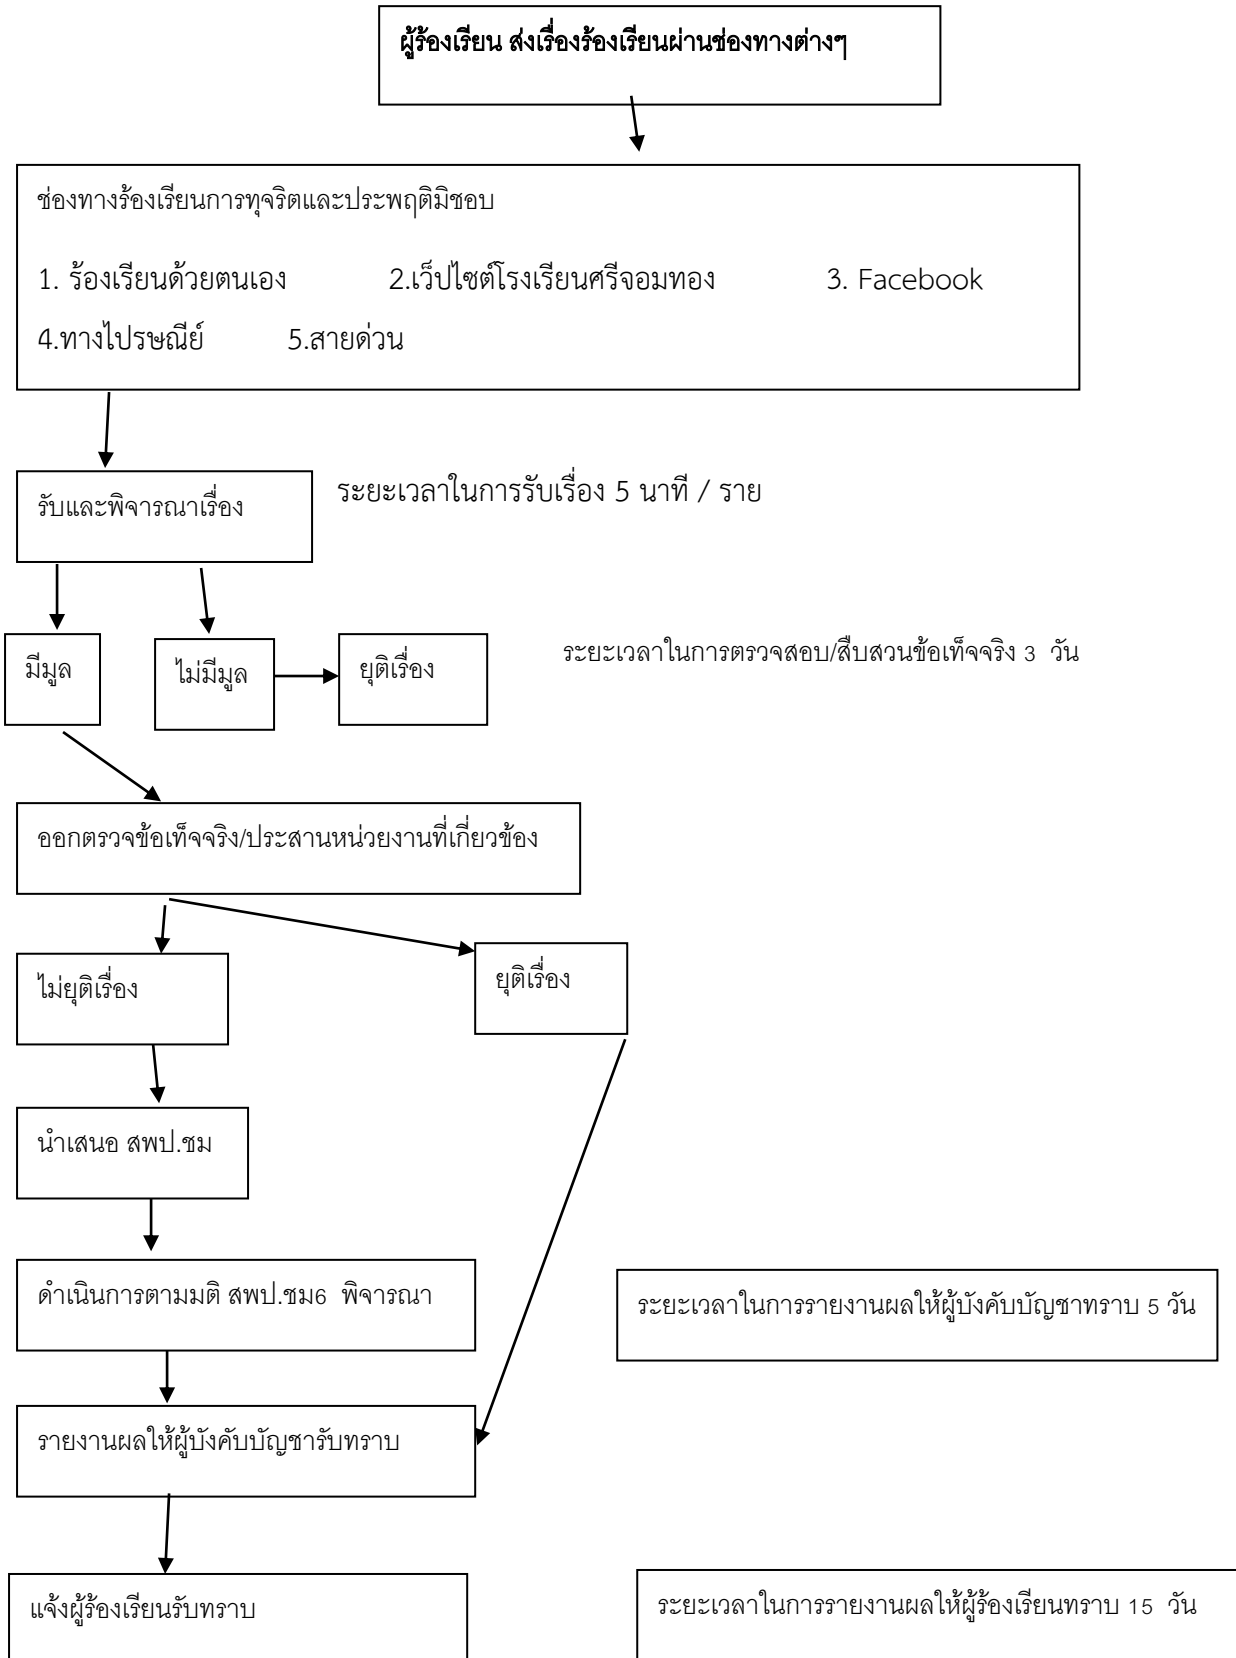 ผู้ร้องเรียน ส่งเรื่องร้องเรียนผ่านช่องทางต่างๆ
ช่องทางร้องเรียนการทุจริตและประพฤติมิชอบ
1. ร้องเรียนด้วยตนเอง 2.เว็ปไซต์โรงเรียนศรีจอมทอง 3. Facebook
4.ทางไปรษณีย์ 5.สายด่วน
รับและพิจารณาเรื่อง ระยะเวลาในการรับเรื่อง 5 นาที / ราย
มีมูล ไม่มีมูล ยุติเรื่อง ระยะเวลาในการตรวจสอบ/สืบสวนข้อเท็จจริง 3 วัน
ออกตรวจข้อเท็จจริง/ประสานหน่วยงานที่เกี่ยวข้อง
ไม่ยุติเรื่อง ยุติเรื่อง
นำเสนอ สพป.ชม
ดำเนินการตามมติ สพป.ชม6 พิจารณา ระยะเวลาในการรายงานผลให้ผู้บังคับบัญชาทราบ 5 วัน
รายงานผลให้ผู้บังคับบัญชารับทราบ
แจ้งผู้ร้องเรียนรับทราบ ระยะเวลาในการรายงานผลให้ผู้ร้องเรียนทราบ 15 วัน